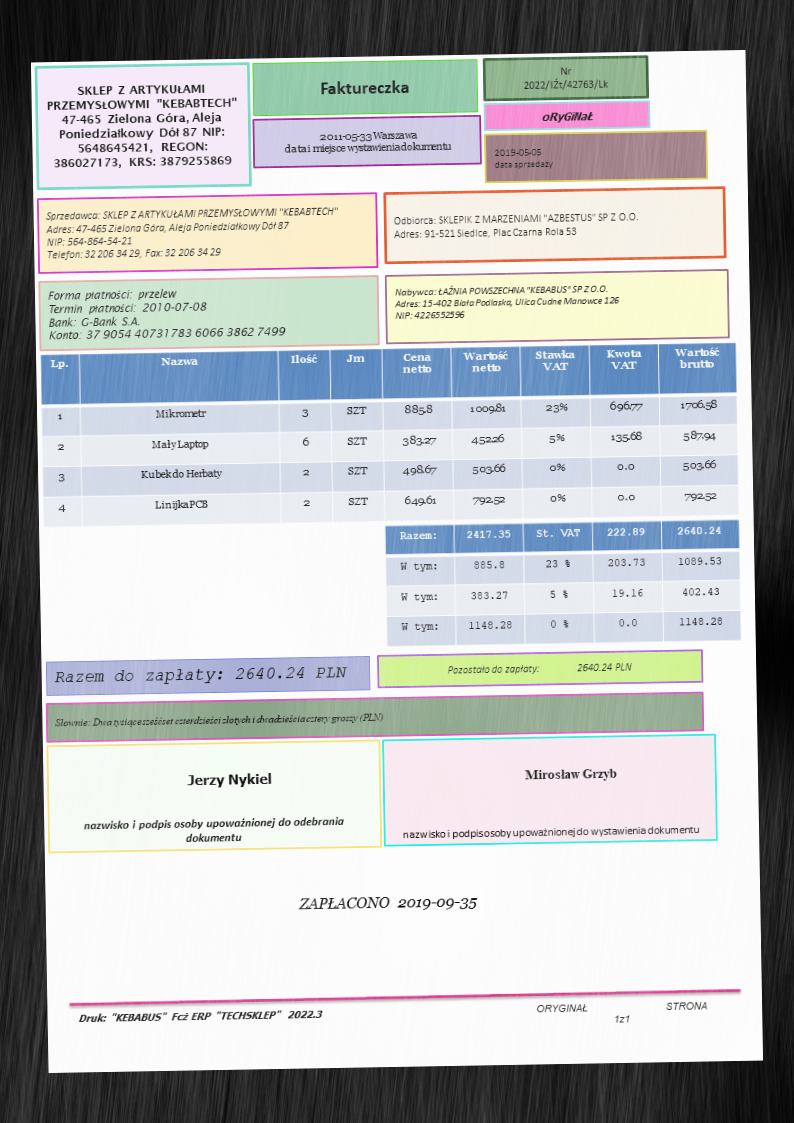 SKLEP Z ARTYKUŁAMI
PRZEMYSŁOWYMI "KEBABTECH"
47-465 Zielona Góra, Aleja
Poniedziałkowy Dół 87 NIP:
5648645421, REGON:
386027173, KRS: 3879255869
Faktureczka
2011-05-33 Warszawa
data i miejsce wystawienia dokumentu
Nr
2022/IŻt/42763/Lk
oRyGiNaŁ
2019-05-05
data sprzedaży
Sprzedawca: SKLEP Z ARTYKUŁAMI PRZEMYSŁOWYMI "KEBABTECH"
Adres: 47-465 Zielona Góra, Aleja Poniedziałkowy Dół 87
NIP: 564-864-54-21
Telefon: 32 206 34 29, Fax: 32 206 34 29
Odbiorca: SKLEPIK Z MARZENIAMI "AZBESTUS" SP Z O.O.
Adres: 91-521 Siedlce, Plac Czarna Rola 53
Forma płatności: przelew
Termin płatności: 2010-07-08
Bank: G-Bank S.A.
Konto: 37 9054 4073 1783 6066 3862 7499
Nabywca: ŁAŹNIA POWSZECHNA "KEBABUS" SP Z O.O.
Adres: 15-402 Biała Podlaska, Ulica Cudne Manowce 126
NIP: 4226552596
Lp. Nazwa Ilość Jm Cena netto Wartość netto Stawka VAT Kwota VAT Wartość brutto
1 Mikrometr 3 SZT 885.8 1009.81 23% 696.77 1706.58
2 Mały Laptop 6 SZT 383.27 452.26 5% 135.68 587.94
3 Kubek do Herbaty 2 SZT 498.67 503.66 0% 0.0 503.66
4 Linijka PCB 2 SZT 649.61 792.52 0% 0.0 792.52
Razem: 2417.35 St. VAT 222.89 2640.24
W tym: 885.8 23 % 203.73 1089.53
W tym: 383.27 5 % 19.16 402.43
W tym: 1148.28 0 % 0.0 1148.28
Razem do zapłaty: 2640.24 PLN
Pozostało do zapłaty: 2640.24 PLN
Słownie: Dwa tysiące sześćset czterdzieści złotych i dwadzieścia cztery groszy (PLN)
Jerzy Nykiel
nazwisko i podpis osoby upoważnionej do odebrania
dokumentu
Mirosław Grzyb
nazwisko i podpis osoby upoważnionej do wystawienia dokumentu
ZAPŁACONO 2019-09-35
Druk: "KEBABUS" Fcż ERP "TECHSKLEP" 2022.3
ORYGINAŁ STRONA
1 z 1